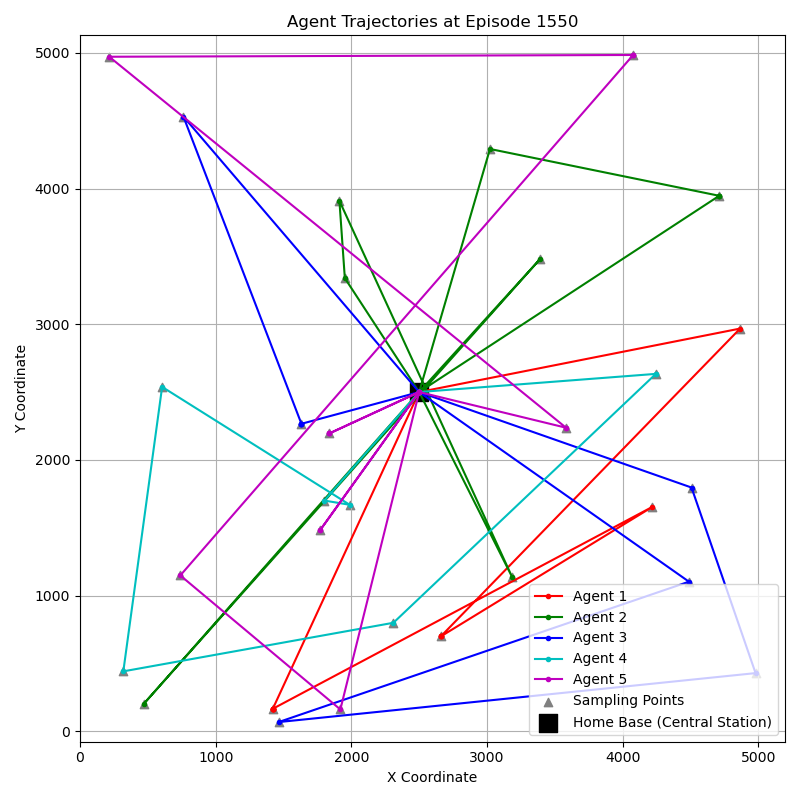 Agent Trajectories at Episode 1550
5000
4000
3000
2000
1000
0
Y Coordinate
0 1000 2000 3000 4000 5000
X Coordinate
Agent 1
Agent 2
Agent 3
Agent 4
Agent 5
Sampling Points
Home Base (Central Station)